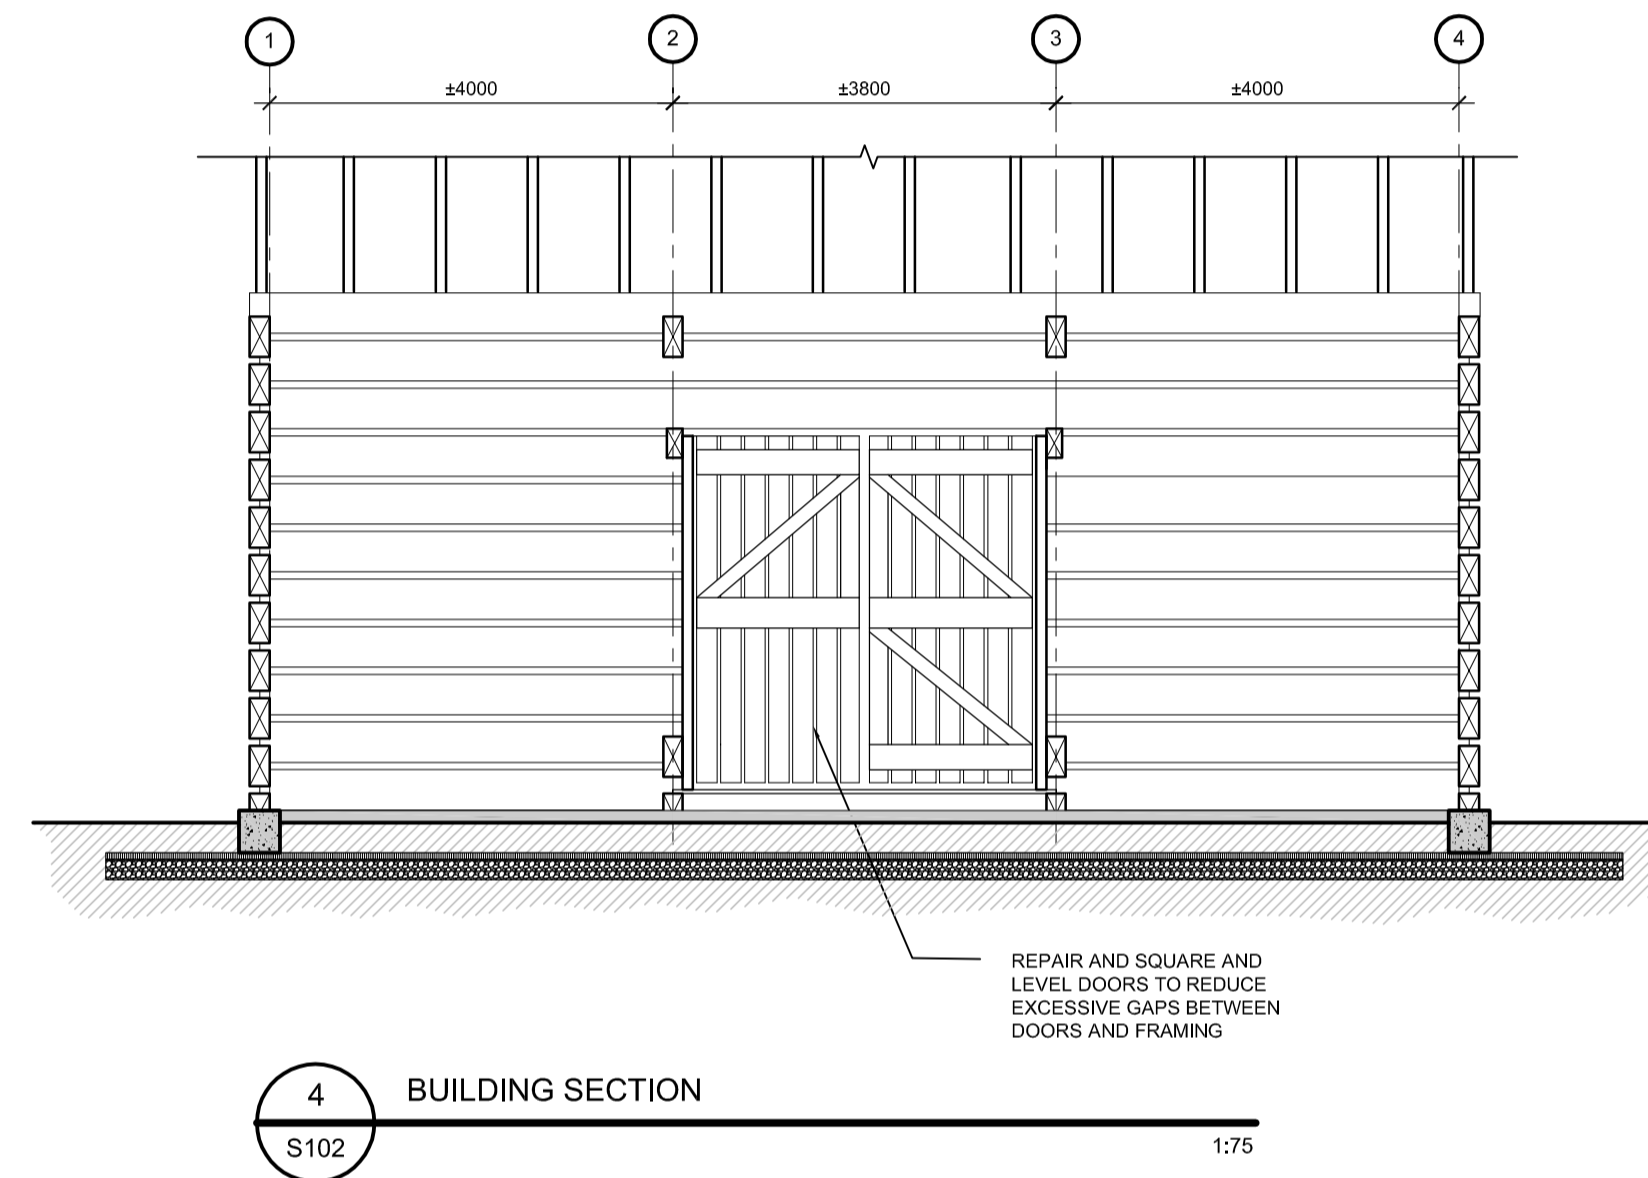 1 2 3 4
±4000 ±3800 ±4000
REPAIR AND SQUARE AND
LEVEL DOORS TO REDUCE
EXCESSIVE GAPS BETWEEN
DOORS AND FRAMING
4 BUILDING SECTION
S102 1:75